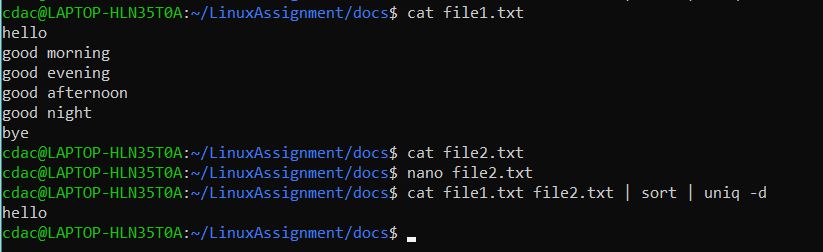 cdac@LAPTOP-HLN35T0A:~/LinuxAssignment/docs$ cat file1.txt
hello
good morning
good evening
good afternoon
good night
bye
cdac@LAPTOP-HLN35T0A:~/LinuxAssignment/docs$ cat file2.txt
cdac@LAPTOP-HLN35T0A:~/LinuxAssignment/docs$ nano file2.txt
cdac@LAPTOP-HLN35T0A:~/LinuxAssignment/docs$ cat file1.txt file2.txt | sort | uniq -d
hello
cdac@LAPTOP-HLN35T0A:~/LinuxAssignment/docs$